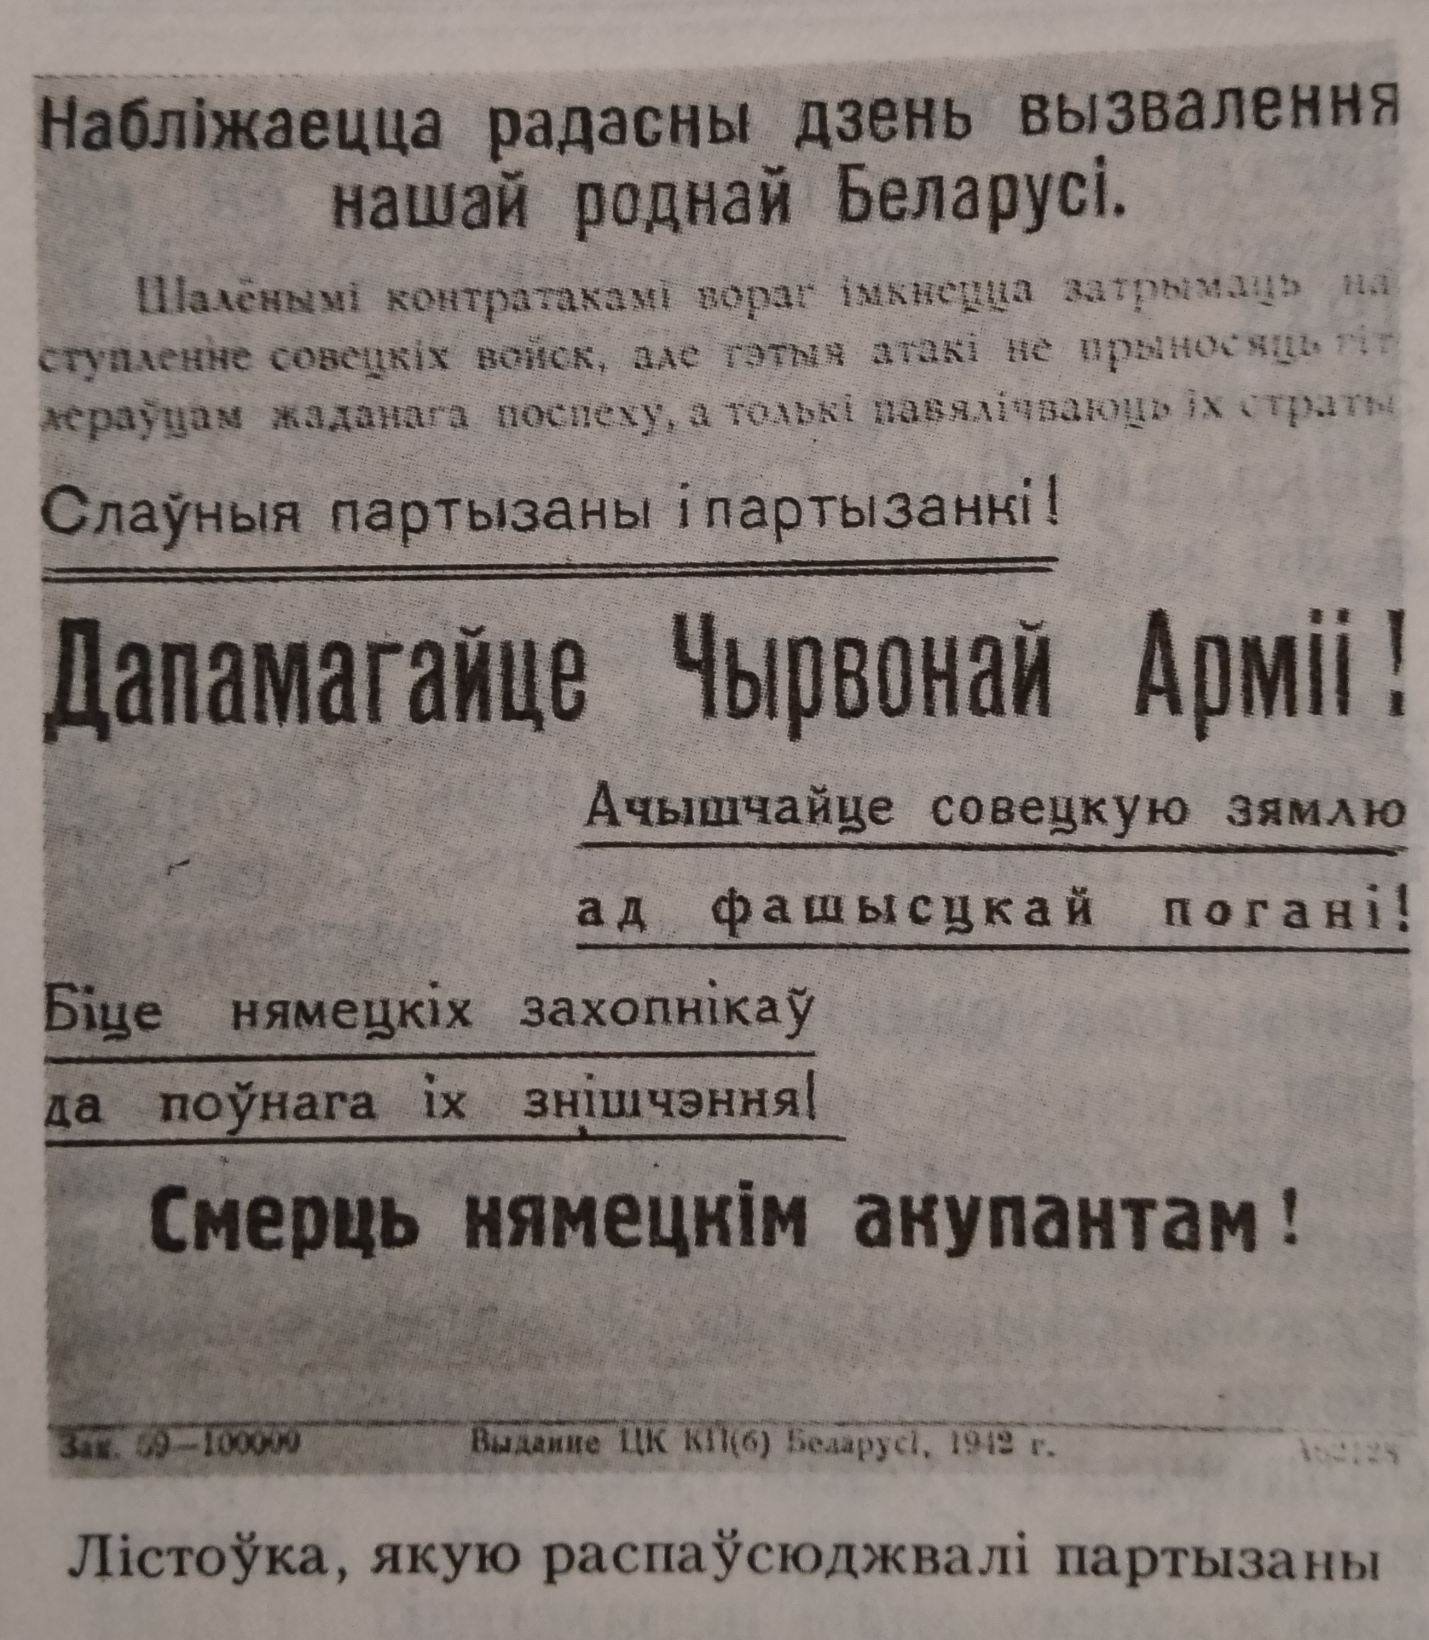 Набліжаецца радасны дзень вызвалення
нашай роднай Беларусі.
Шалёнымі контратакамі вораг імкнецца затрымаць на
ступленне совецкіх войск, але гэтыя атакі не прыносяць гіт
лераўцам жаданага поспеху, а толькі павялічваюць іх страты
Слаўныя партызаны і партызанкі!
Дапамагайце Чырвонай Арміі!
Ачышчайце совецкую зямлю
ад фашысцкай погані!
Біце нямецкіх захопнікаў
да поўнага іх знішчэння!
Смерць нямецкім акупантам!
Зак. 59—100000 Выданне ЦК КП(б) Беларусі, 1942 г.
Лістоўка, якую распаўсюджвалі партызаны